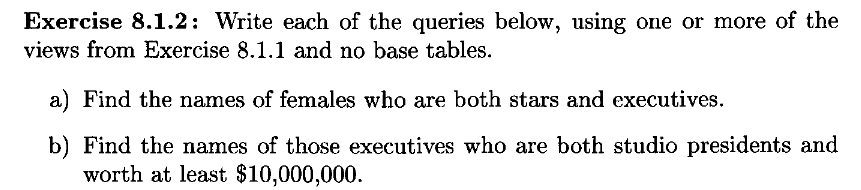 Exercise 8.1.2: Write each of the queries below, using one or more of the
views from Exercise 8.1.1 and no base tables.
a) Find the names of females who are both stars and executives.
b) Find the names of those executives who are both studio presidents and
worth at least $10,000,000.